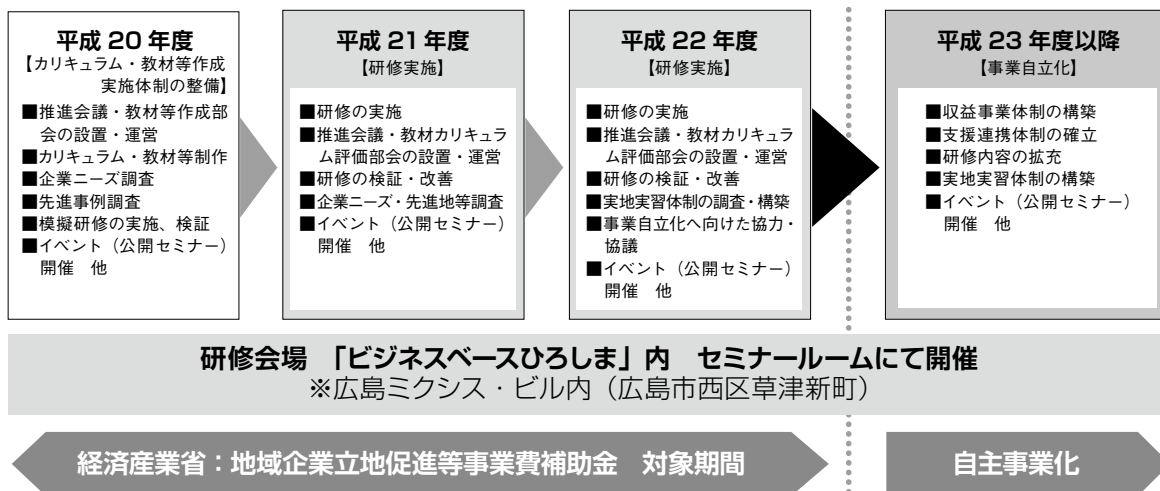 平成 20 年度
【カリキュラム・教材等作成
実施体制の整備】
■推進会議・教材等作成部
会の設置・運営
■カリキュラム・教材等制作
■企業ニーズ調査
■先進事例調査
■模擬研修の実施、検証
■イベント（公開セミナー）
開催　他
平成 21 年度
【研修実施】
■研修の実施
■推進会議・教材カリキュラ
ム評価部会の設置・運営
■研修の検証・改善
■企業ニーズ・先進地等調査
■イベント（公開セミナー）
開催　他
平成 22 年度
【研修実施】
■研修の実施
■推進会議・教材カリキュラ
ム評価部会の設置・運営
■研修の検証・改善
■実地実習体制の調査・構築
■事業自立化へ向けた協力・
協議
■イベント（公開セミナー）
開催　他
平成 23 年度以降
【事業自立化】
■収益事業体制の構築
■支援連携体制の確立
■研修内容の拡充
■実地実習体制の構築
■イベント（公開セミナー）
開催　他
研修会場　「ビジネスベースひろしま」内　セミナールームにて開催
※広島ミクシス・ビル内（広島市西区草津新町）
経済産業省：地域企業立地促進等事業費補助金　対象期間
自主事業化